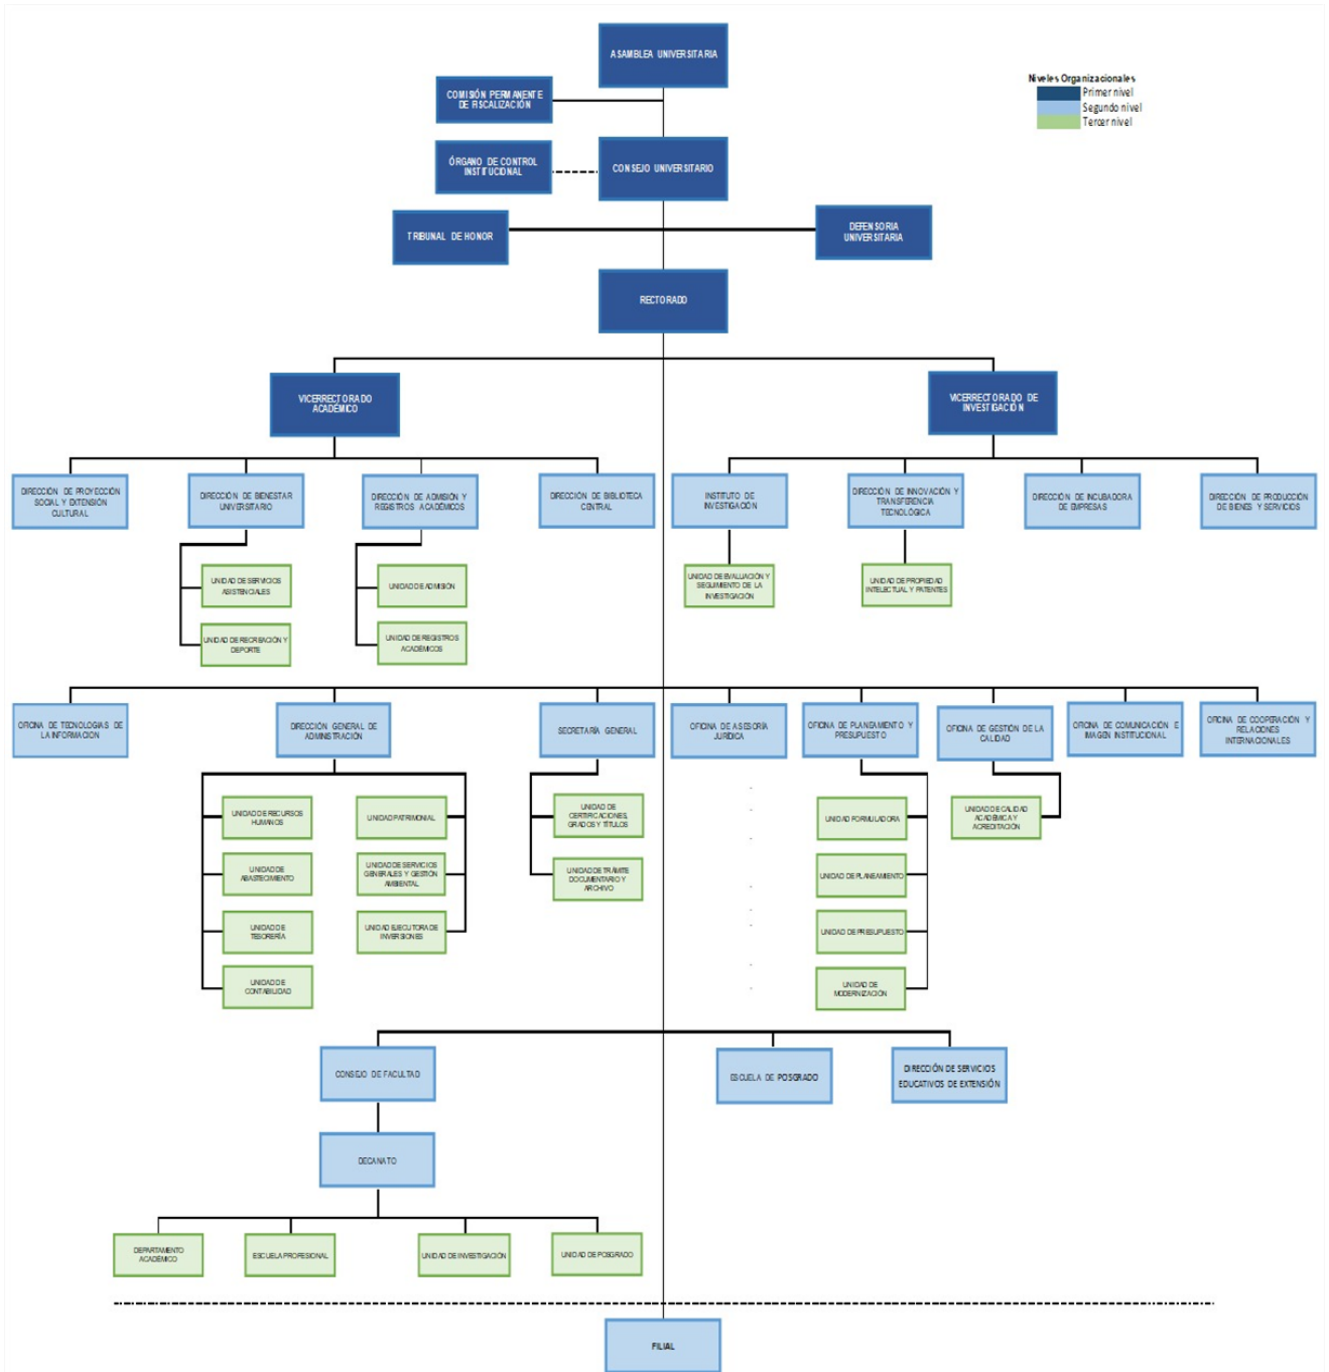 ASAMBLEA UNIVERSITARIA
Niveles Organizacionales
Primer nivel
Segundo nivel
Tercer nivel
COMISIÓN PERMANENTE
DE FISCALIZACIÓN
ÓRGANO DE CONTROL
INSTITUCIONAL
CONSEJO UNIVERSITARIO
TRIBUNAL DE HONOR
DEFENSORIA
UNIVERSITARIA
RECTORADO
VICERRECTORADO
ACADÉMICO
VICERRECTORADO DE
INVESTIGACIÓN
DIRECCIÓN DE PROYECCIÓN
SOCIAL Y EXTENSIÓN
CULTURAL
DIRECCIÓN DE BIENESTAR
UNIVERSITARIO
DIRECCIÓN DE ADMISIÓN Y
REGISTROS ACADÉMICOS
DIRECCIÓN DE BIBLIOTECA
CENTRAL
INSTITUTO DE
INVESTIGACIÓN
DIRECCIÓN DE INNOVACIÓN Y
TRANSFERENCIA
TECNOLÓGICA
DIRECCIÓN DE INCUBADORA
DE EMPRESAS
DIRECCIÓN DE PRODUCCIÓN
DE BIENES Y SERVICIOS
UNIDAD DE SERVICIOS
ASISTENCIALES
UNIDAD DE ADMISIÓN
UNIDAD DE EVALUACIÓN Y
SEGUIMIENTO DE LA
INVESTIGACIÓN
UNIDAD DE PROPIEDAD
INTELECTUAL Y PATENTES
UNIDAD DE RECREACIÓN Y
DEPORTE
UNIDAD DE REGISTROS
ACADÉMICOS
OFICINA DE TECNOLOGIAS DE
LA INFORMACION
DIRECCIÓN GENERAL DE
ADMINISTRACIÓN
SECRETARÍA GENERAL
OFICINA DE ASESORÍA
JURÍDICA
OFICINA DE PLANEAMIENTO Y
PRESUPUESTO
OFICINA DE GESTIÓN DE LA
CALIDAD
OFICINA DE COMUNICACIÓN E
IMAGEN INSTITUCIONAL
OFICINA DE COOPERACIÓN Y
RELACIONES
INTERNACIONALES
UNIDAD DE RECURSOS
HUMANOS
UNIDAD PATRIMONIAL
UNIDAD DE
CERTIFICACIONES,
GRADOS Y TÍTULOS
UNIDAD FORMULADORA
UNIDAD DE CALIDAD
ACADÉMICA Y
ACREDITACIÓN
UNIDAD DE
ABASTECIMIENTO
UNIDAD DE SERVICIOS
GENERALES Y GESTIÓN
AMBIENTAL
UNIDAD DE TRÁMITE
DOCUMENTARIO Y
ARCHIVO
UNIDAD DE PLANEAMIENTO
UNIDAD DE
TESORERÍA
UNIDAD EJECUTORA DE
INVERSIONES
UNIDAD DE PRESUPUESTO
UNIDAD DE
CONTABILIDAD
UNIDAD DE
MODERNIZACIÓN
CONSEJO DE FACULTAD
ESCUELA DE POSGRADO
DIRECCIÓN DE SERVICIOS
EDUCATIVOS DE EXTENSIÓN
DECANATO
DEPARTAMENTO
ACADÉMICO
ESCUELA PROFESIONAL
UNIDAD DE INVESTIGACIÓN
UNIDAD DE POSGRADO
FILIAL